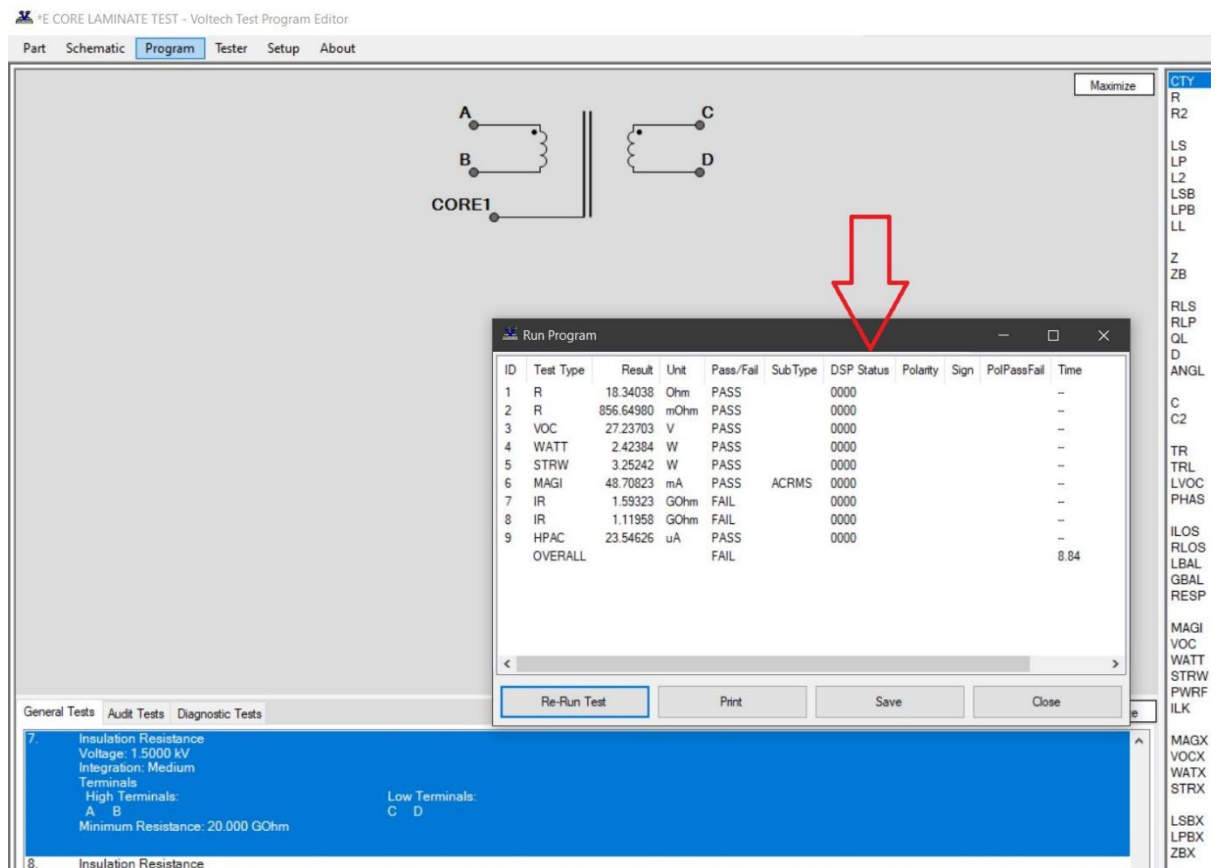 *E CORE LAMINATE TEST - Voltech Test Program Editor
Part Schematic Program Tester Setup About
Maximize
A
B
CORE1
C
D
Run Program
ID Test Type Result Unit Pass/Fail SubType DSP Status Polarity Sign PolPassFail Time
1 R 18.34038 Ohm PASS 0000 --
2 R 856.64980 mOhm PASS 0000 --
3 VOC 27.23703 V PASS 0000 --
4 WATT 2.42384 W PASS 0000 --
5 STRW 3.25242 W PASS 0000 --
6 MAGI 48.70823 mA PASS ACRMS 0000 --
7 IR 1.59323 GOhm FAIL 0000 --
8 IR 1.11958 GOhm FAIL 0000 --
9 HPAC 23.54626 uA PASS 0000 --
OVERALL FAIL 8.84
Re-Run Test Print Save Close
General Tests Audit Tests Diagnostic Tests
7. Insulation Resistance
Voltage: 1.5000 kV
Integration: Medium
Terminals
High Terminals: Low Terminals:
A B C D
Minimum Resistance: 20.000 GOhm
8. Insulation Resistance
CTY
R
R2
LS
LP
L2
LSB
LPB
LL
Z
ZB
RLS
RLP
QL
D
ANGL
C
C2
TR
TRL
LVOC
PHAS
ILOS
RLOS
LBAL
GBAL
RESP
MAGI
VOC
WATT
STRW
PWRF
ILK
MAGX
VOCX
WATX
STRX
LSBX
LPBX
ZBX